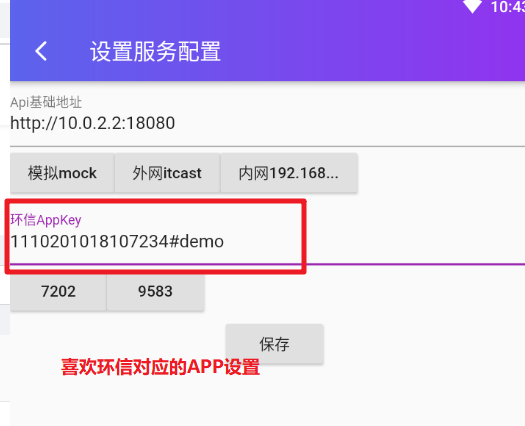 10:43
设置服务配置
Api基础地址
http://10.0.2.2:18080
模拟mock 外网itcast 内网192.168...
环信AppKey
1110201018107234#demo
7202 9583
保存
喜欢环信对应的APP设置